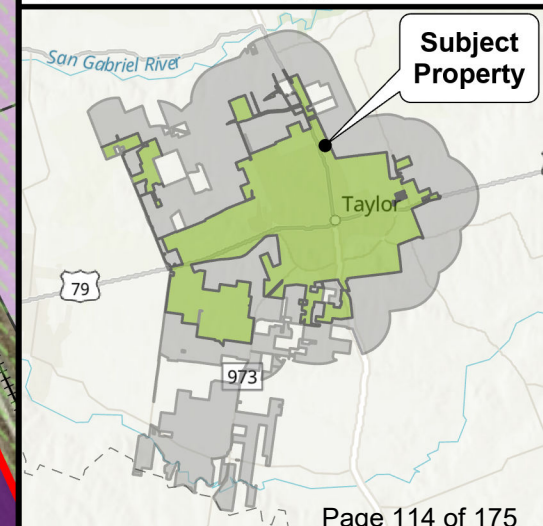 Subject
Property
San Gabriel River
Taylor
79
973
Page 114 of 175